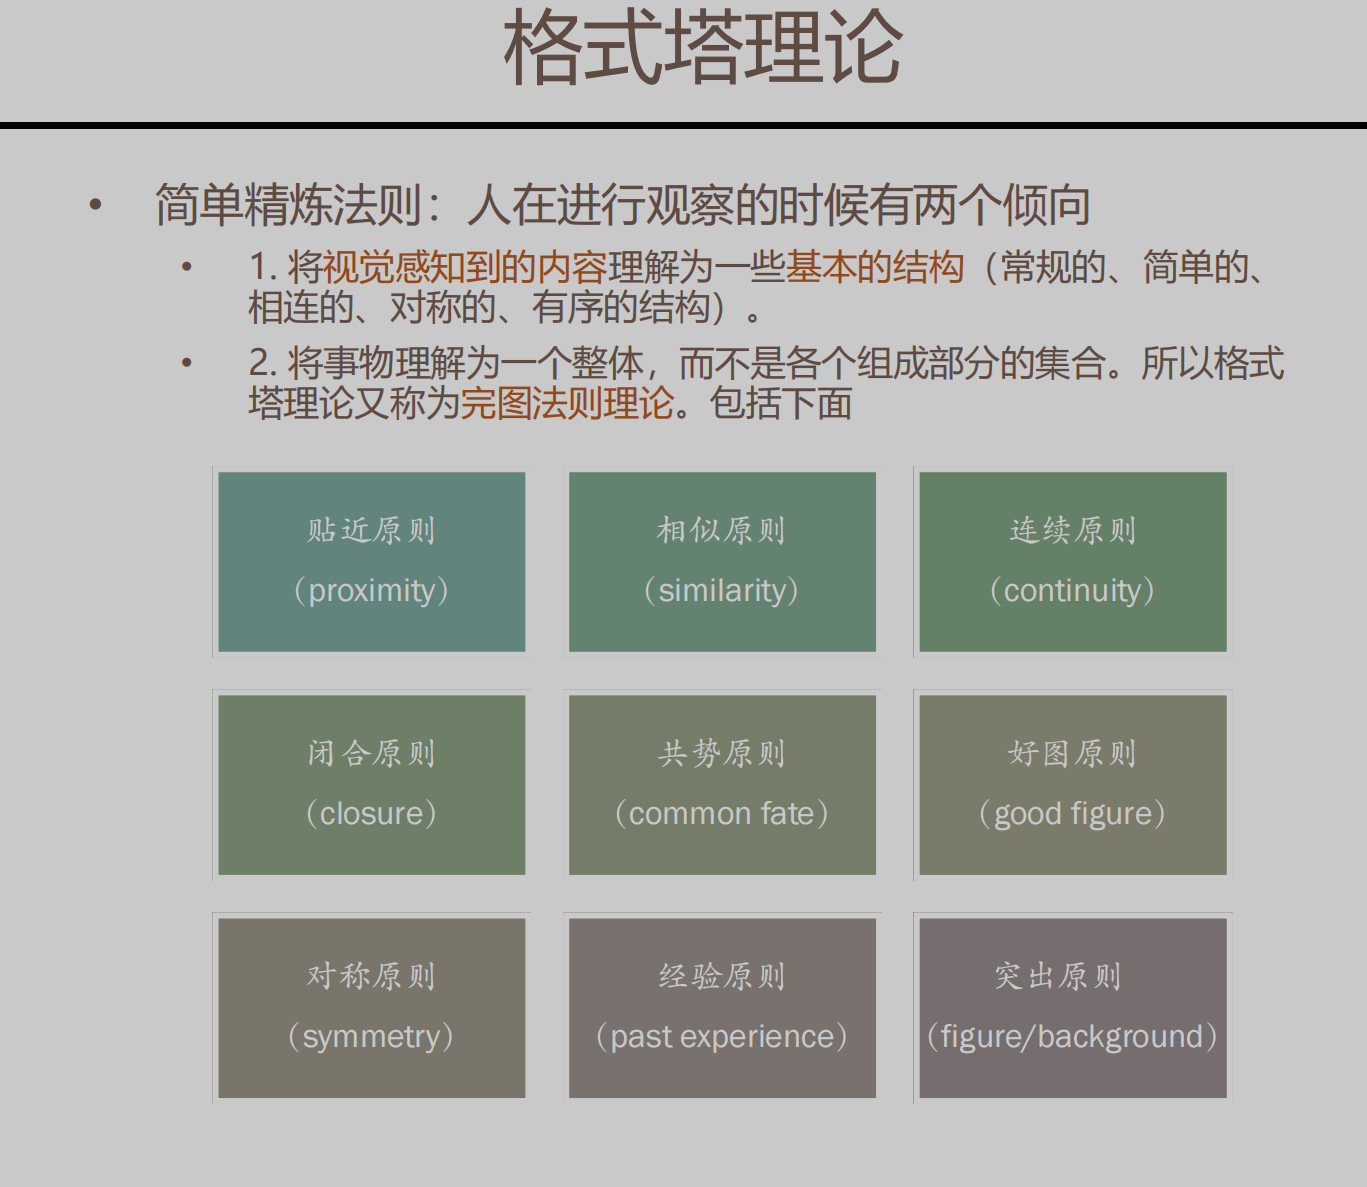 格式塔理论
• 简单精炼法则：人在进行观察的时候有两个倾向
• 1. 将视觉感知到的内容理解为一些基本的结构（常规的、简单的、
相连的、对称的、有序的结构）。
• 2. 将事物理解为一个整体，而不是各个组成部分的集合。所以格式
塔理论又称为完图法则理论。包括下面
贴近原则
（proximity）
相似原则
（similarity）
连续原则
（continuity）
闭合原则
（closure）
共势原则
（common fate）
好图原则
（good figure）
对称原则
（symmetry）
经验原则
（past experience）
突出原则
（figure/background）